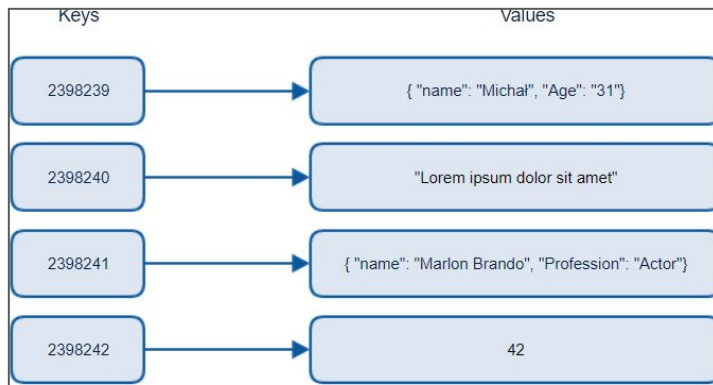 Keys Values
2398239 { "name": "Michał", "Age": "31"}
2398240 "Lorem ipsum dolor sit amet"
2398241 { "name": "Marlon Brando", "Profession": "Actor"}
2398242 42